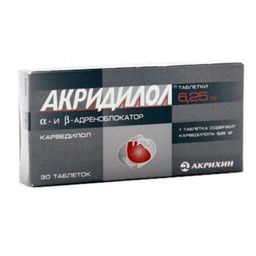 АКРИДИЛОЛ®
ТАБЛЕТКИ
6,25 мг
α- И β-АДРЕНОБЛОКАТОР
КАРВЕДИЛОЛ
1 ТАБЛЕТКА СОДЕРЖИТ
КАРВЕДИЛОЛА 6,25 МГ
30 ТАБЛЕТОК
АКРИХИН